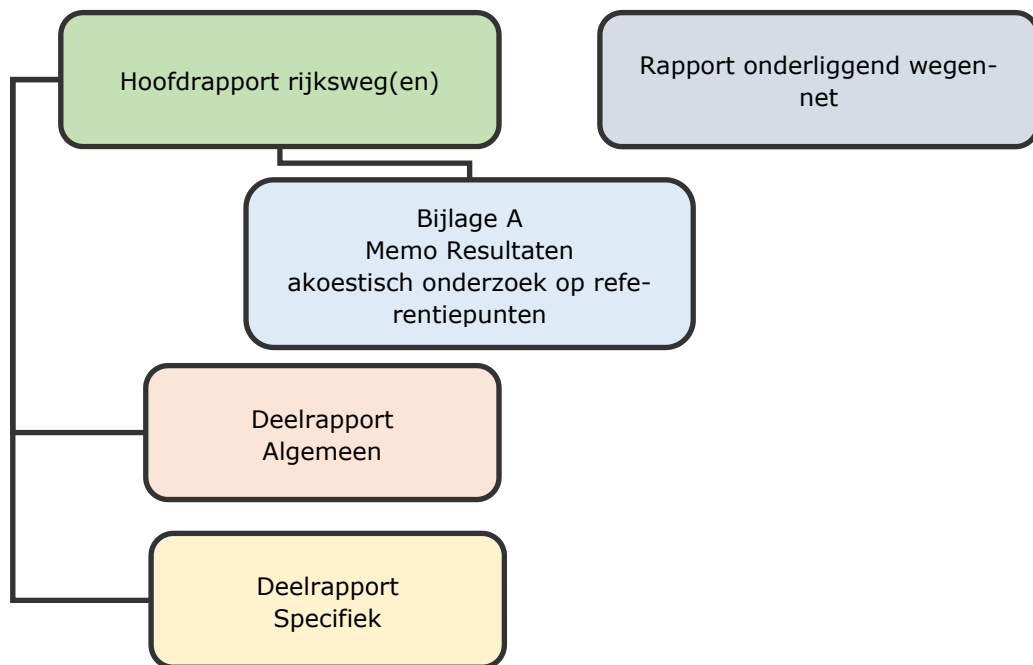 Hoofdrapport rijksweg(en)
Rapport onderliggend wegen-
net
Bijlage A
Memo Resultaten
akoestisch onderzoek op refe-
rentiepunten
Deelrapport
Algemeen
Deelrapport
Specifiek